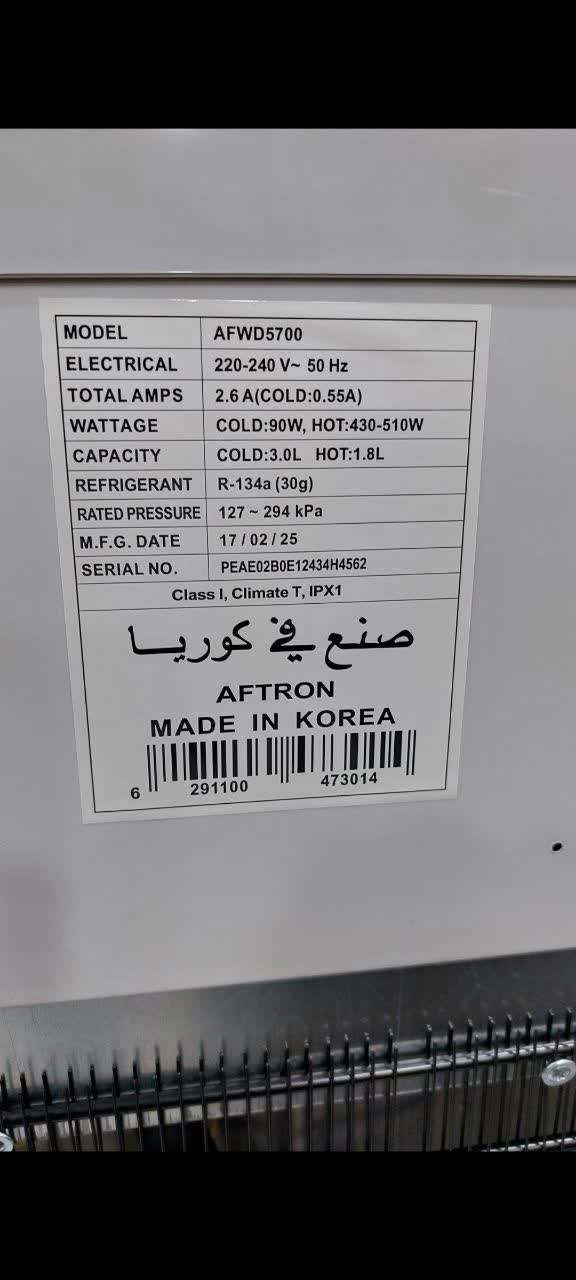 MODEL AFWD5700
ELECTRICAL 220-240 V~ 50 Hz
TOTAL AMPS 2.6 A(COLD:0.55A)
WATTAGE COLD:90W, HOT:430-510W
CAPACITY COLD:3.0L HOT:1.8L
REFRIGERANT R-134a (30g)
RATED PRESSURE 127 ~ 294 kPa
M.F.G. DATE 17 / 02 / 25
SERIAL NO. PEAE02B0E12434H4562
Class I, Climate T, IPX1
صنع في كوريا
AFTRON
MADE IN KOREA
6 291100 473014